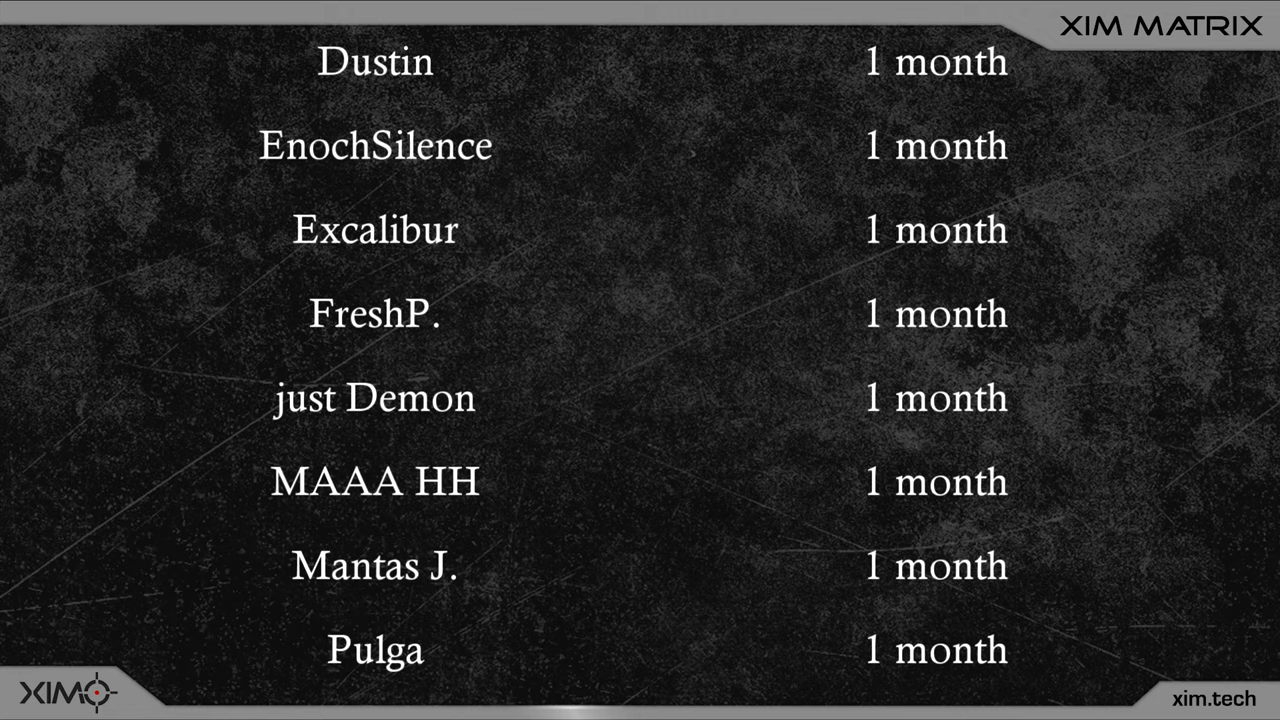 XIM MATRIX
Dustin 1 month
EnochSilence 1 month
Excalibur 1 month
FreshP. 1 month
just Demon 1 month
MAAA HH 1 month
Mantas J. 1 month
Pulga 1 month
XIM
xim.tech